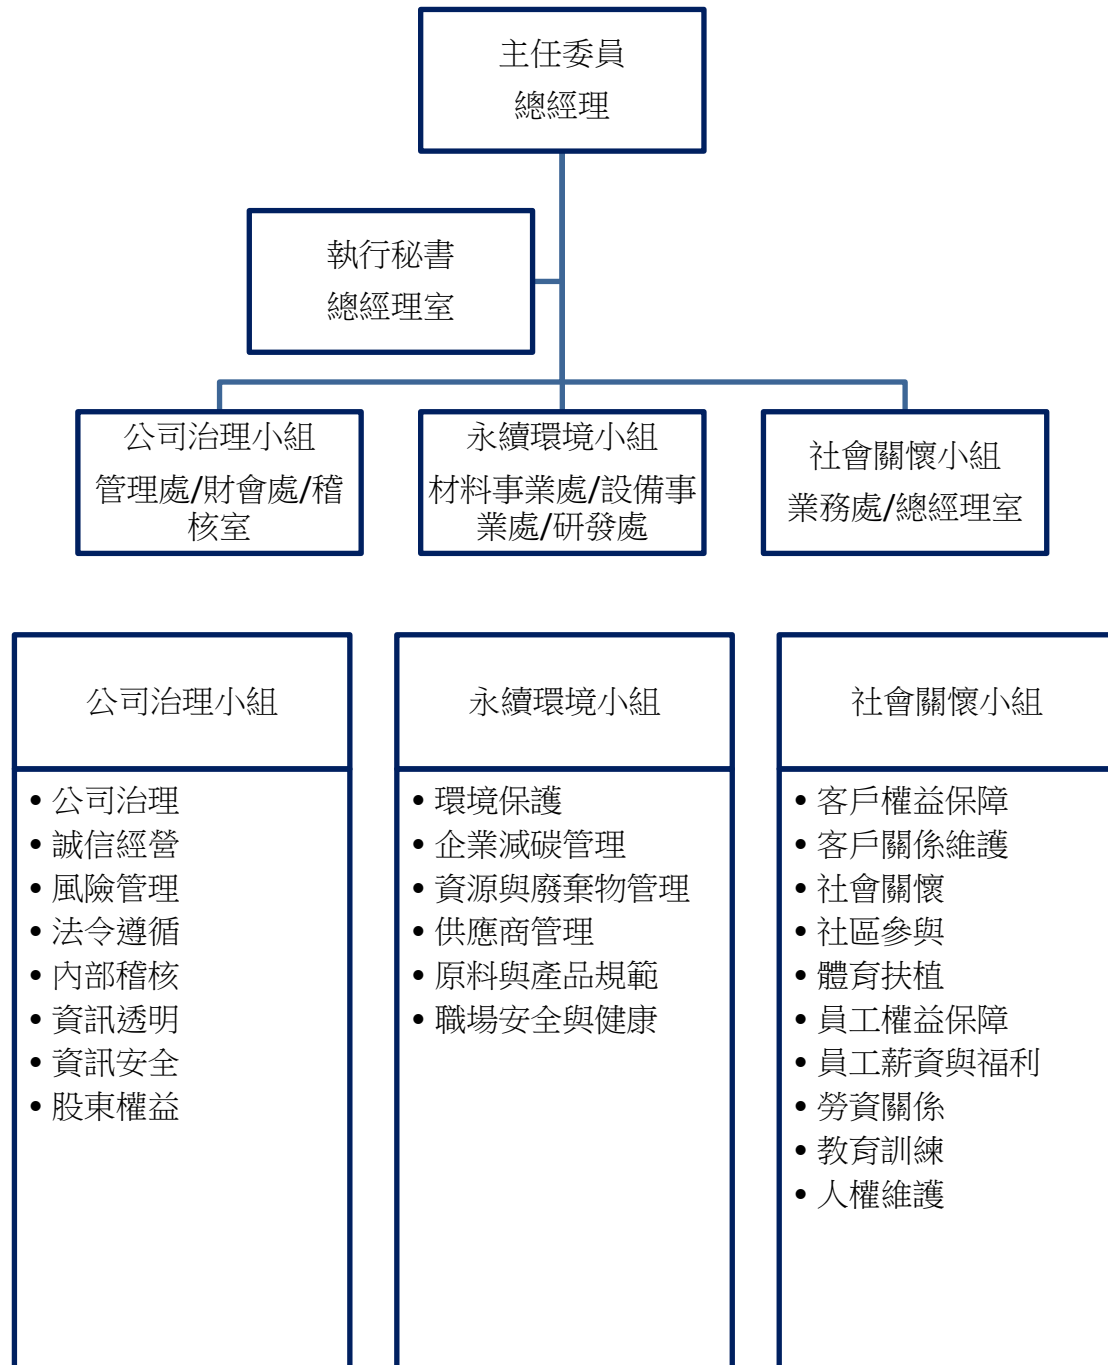 主任委員
總經理
執行秘書
總經理室
公司治理小組
管理處/財會處/稽
核室
永續環境小組
材料事業處/設備事
業處/研發處
社會關懷小組
業務處/總經理室
公司治理小組
• 公司治理
• 誠信經營
• 風險管理
• 法令遵循
• 內部稽核
• 資訊透明
• 資訊安全
• 股東權益
永續環境小組
• 環境保護
• 企業減碳管理
• 資源與廢棄物管理
• 供應商管理
• 原料與產品規範
• 職場安全與健康
社會關懷小組
• 客戶權益保障
• 客戶關係維護
• 社會關懷
• 社區參與
• 體育扶植
• 員工權益保障
• 員工薪資與福利
• 勞資關係
• 教育訓練
• 人權維護